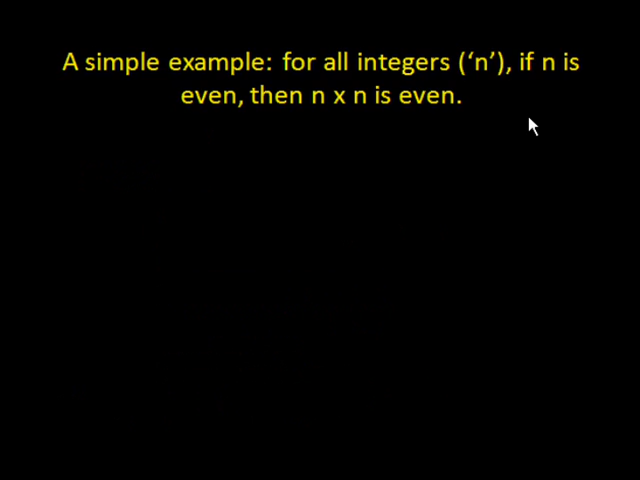 A simple example: for all integers (‘n’), if n is
even, then n x n is even.